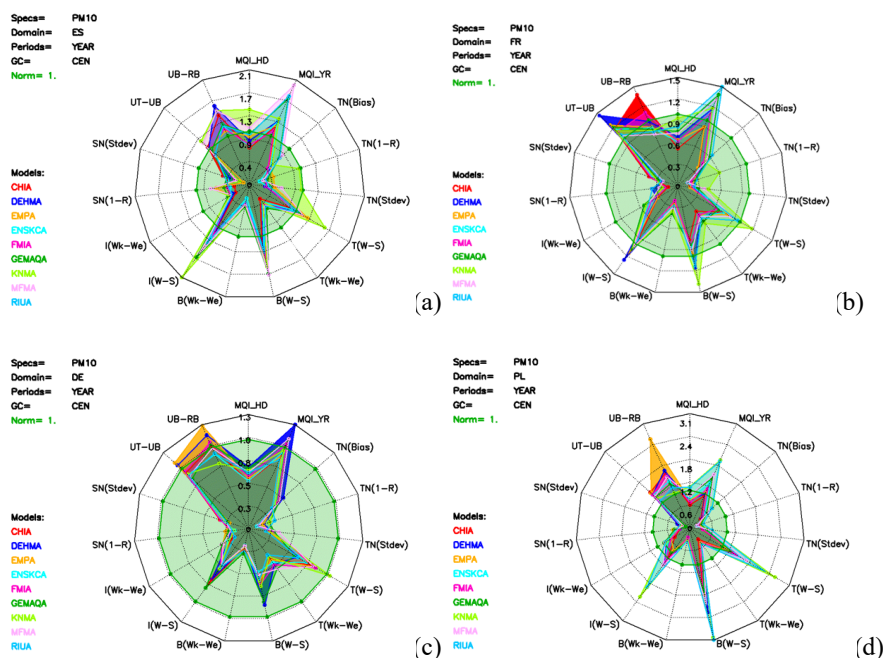 Specs= PM10
Domain= ES
Periods= YEAR
GC= CEN
Norm= 1.
Models:
CHIA
DEHMA
EMPA
ENSKCA
FMIA
GEMAQA
KNMA
MFMA
RIUA
MQI_HD
MQI_YR
TN(Bias)
TN(1-R)
TN(Stdev)
T(W-S)
T(Wk-We)
B(W-S)
B(Wk-We)
I(W-S)
I(Wk-We)
SN(1-R)
SN(Stdev)
UT-UB
UB-RB
2.1
1.7
1.3
0.4
0
(a)
Specs= PM10
Domain= FR
Periods= YEAR
GC= CEN
Norm= 1.
Models:
CHIA
DEHMA
EMPA
ENSKCA
FMIA
GEMAQA
KNMA
MFMA
RIUA
MQI_HD
MQI_YR
TN(Bias)
TN(1-R)
TN(Stdev)
T(W-S)
T(Wk-We)
B(W-S)
B(Wk-We)
I(W-S)
I(Wk-We)
SN(1-R)
SN(Stdev)
UT-UB
UB-RB
1.5
1.2
0.9
0.6
0.3
0
(b)
Specs= PM10
Domain= DE
Periods= YEAR
GC= CEN
Norm= 1.
Models:
CHIA
DEHMA
EMPA
ENSKCA
FMIA
GEMAQA
KNMA
MFMA
RIUA
MQI_HD
MQI_YR
TN(Bias)
TN(1-R)
TN(Stdev)
T(W-S)
T(Wk-We)
B(W-S)
B(Wk-We)
I(W-S)
I(Wk-We)
SN(1-R)
SN(Stdev)
UT-UB
UB-RB
1.3
1.0
0.8
0.5
0.3
0
(c)
Specs= PM10
Domain= PL
Periods= YEAR
GC= CEN
Norm= 1.
Models:
CHIA
DEHMA
EMPA
ENSKCA
FMIA
GEMAQA
KNMA
MFMA
RIUA
MQI_HD
MQI_YR
TN(Bias)
TN(1-R)
TN(Stdev)
T(W-S)
T(Wk-We)
B(W-S)
B(Wk-We)
I(W-S)
I(Wk-We)
SN(1-R)
SN(Stdev)
UT-UB
UB-RB
3.1
2.4
1.8
1.2
0.6
0
(d)